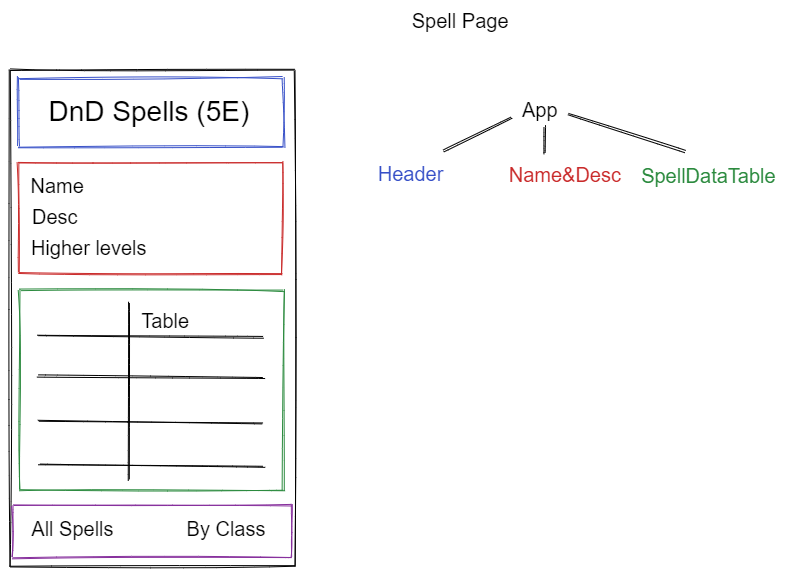 Spell Page
DnD Spells (5E)
Name
Desc
Higher levels
Table
All Spells By Class
App
Header Name&Desc SpellDataTable